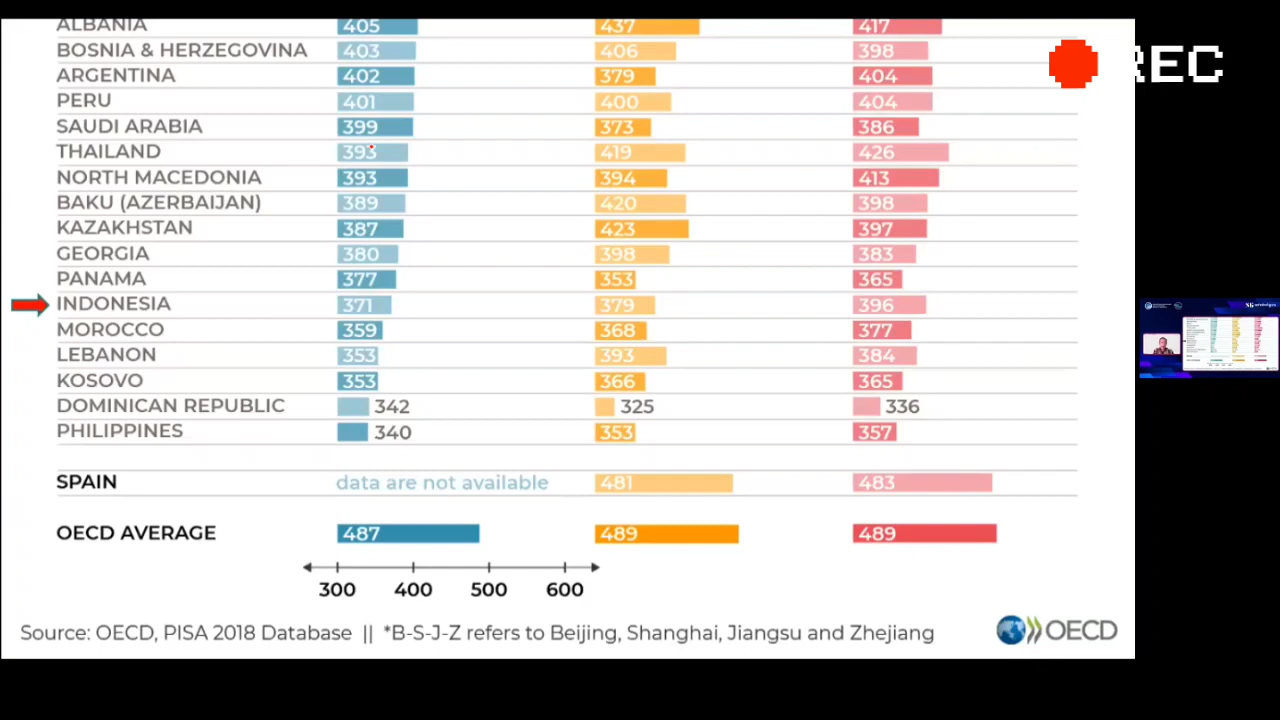 ALBANIA 405 437 417
BOSNIA & HERZEGOVINA 403 406 398
REC
ARGENTINA 402 379 404
PERU 401 400 404
SAUDI ARABIA 399 373 386
THAILAND 393 419 426
NORTH MACEDONIA 393 394 413
BAKU (AZERBAIJAN) 389 420 398
KAZAKHSTAN 387 423 397
GEORGIA 380 398 383
PANAMA 377 353 365
INDONESIA 371 379 396
MOROCCO 359 368 377
LEBANON 353 393 384
KOSOVO 353 366 365
DOMINICAN REPUBLIC 342 325 336
PHILIPPINES 340 353 357
SPAIN data are not available 481 483
OECD AVERAGE 487 489 489
300 400 500 600
Source: OECD, PISA 2018 Database || *B-S-J-Z refers to Beijing, Shanghai, Jiangsu and Zhejiang
OECD